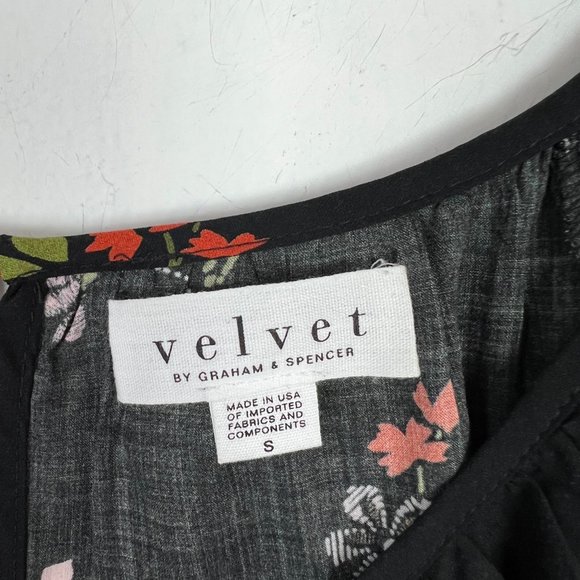 velvet
BY GRAHAM & SPENCER
MADE IN USA
OF IMPORTED
FABRICS AND
COMPONENTS
S